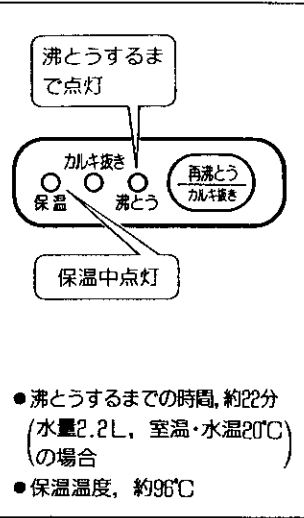 沸とうするま
で点灯
カルキ抜き
保温
沸とう
再沸とう
カルキ抜き
保温中点灯
●沸とうするまでの時間,約22分
(水量2.2L, 室温・水温20℃)
の場合
●保温温度, 約96℃